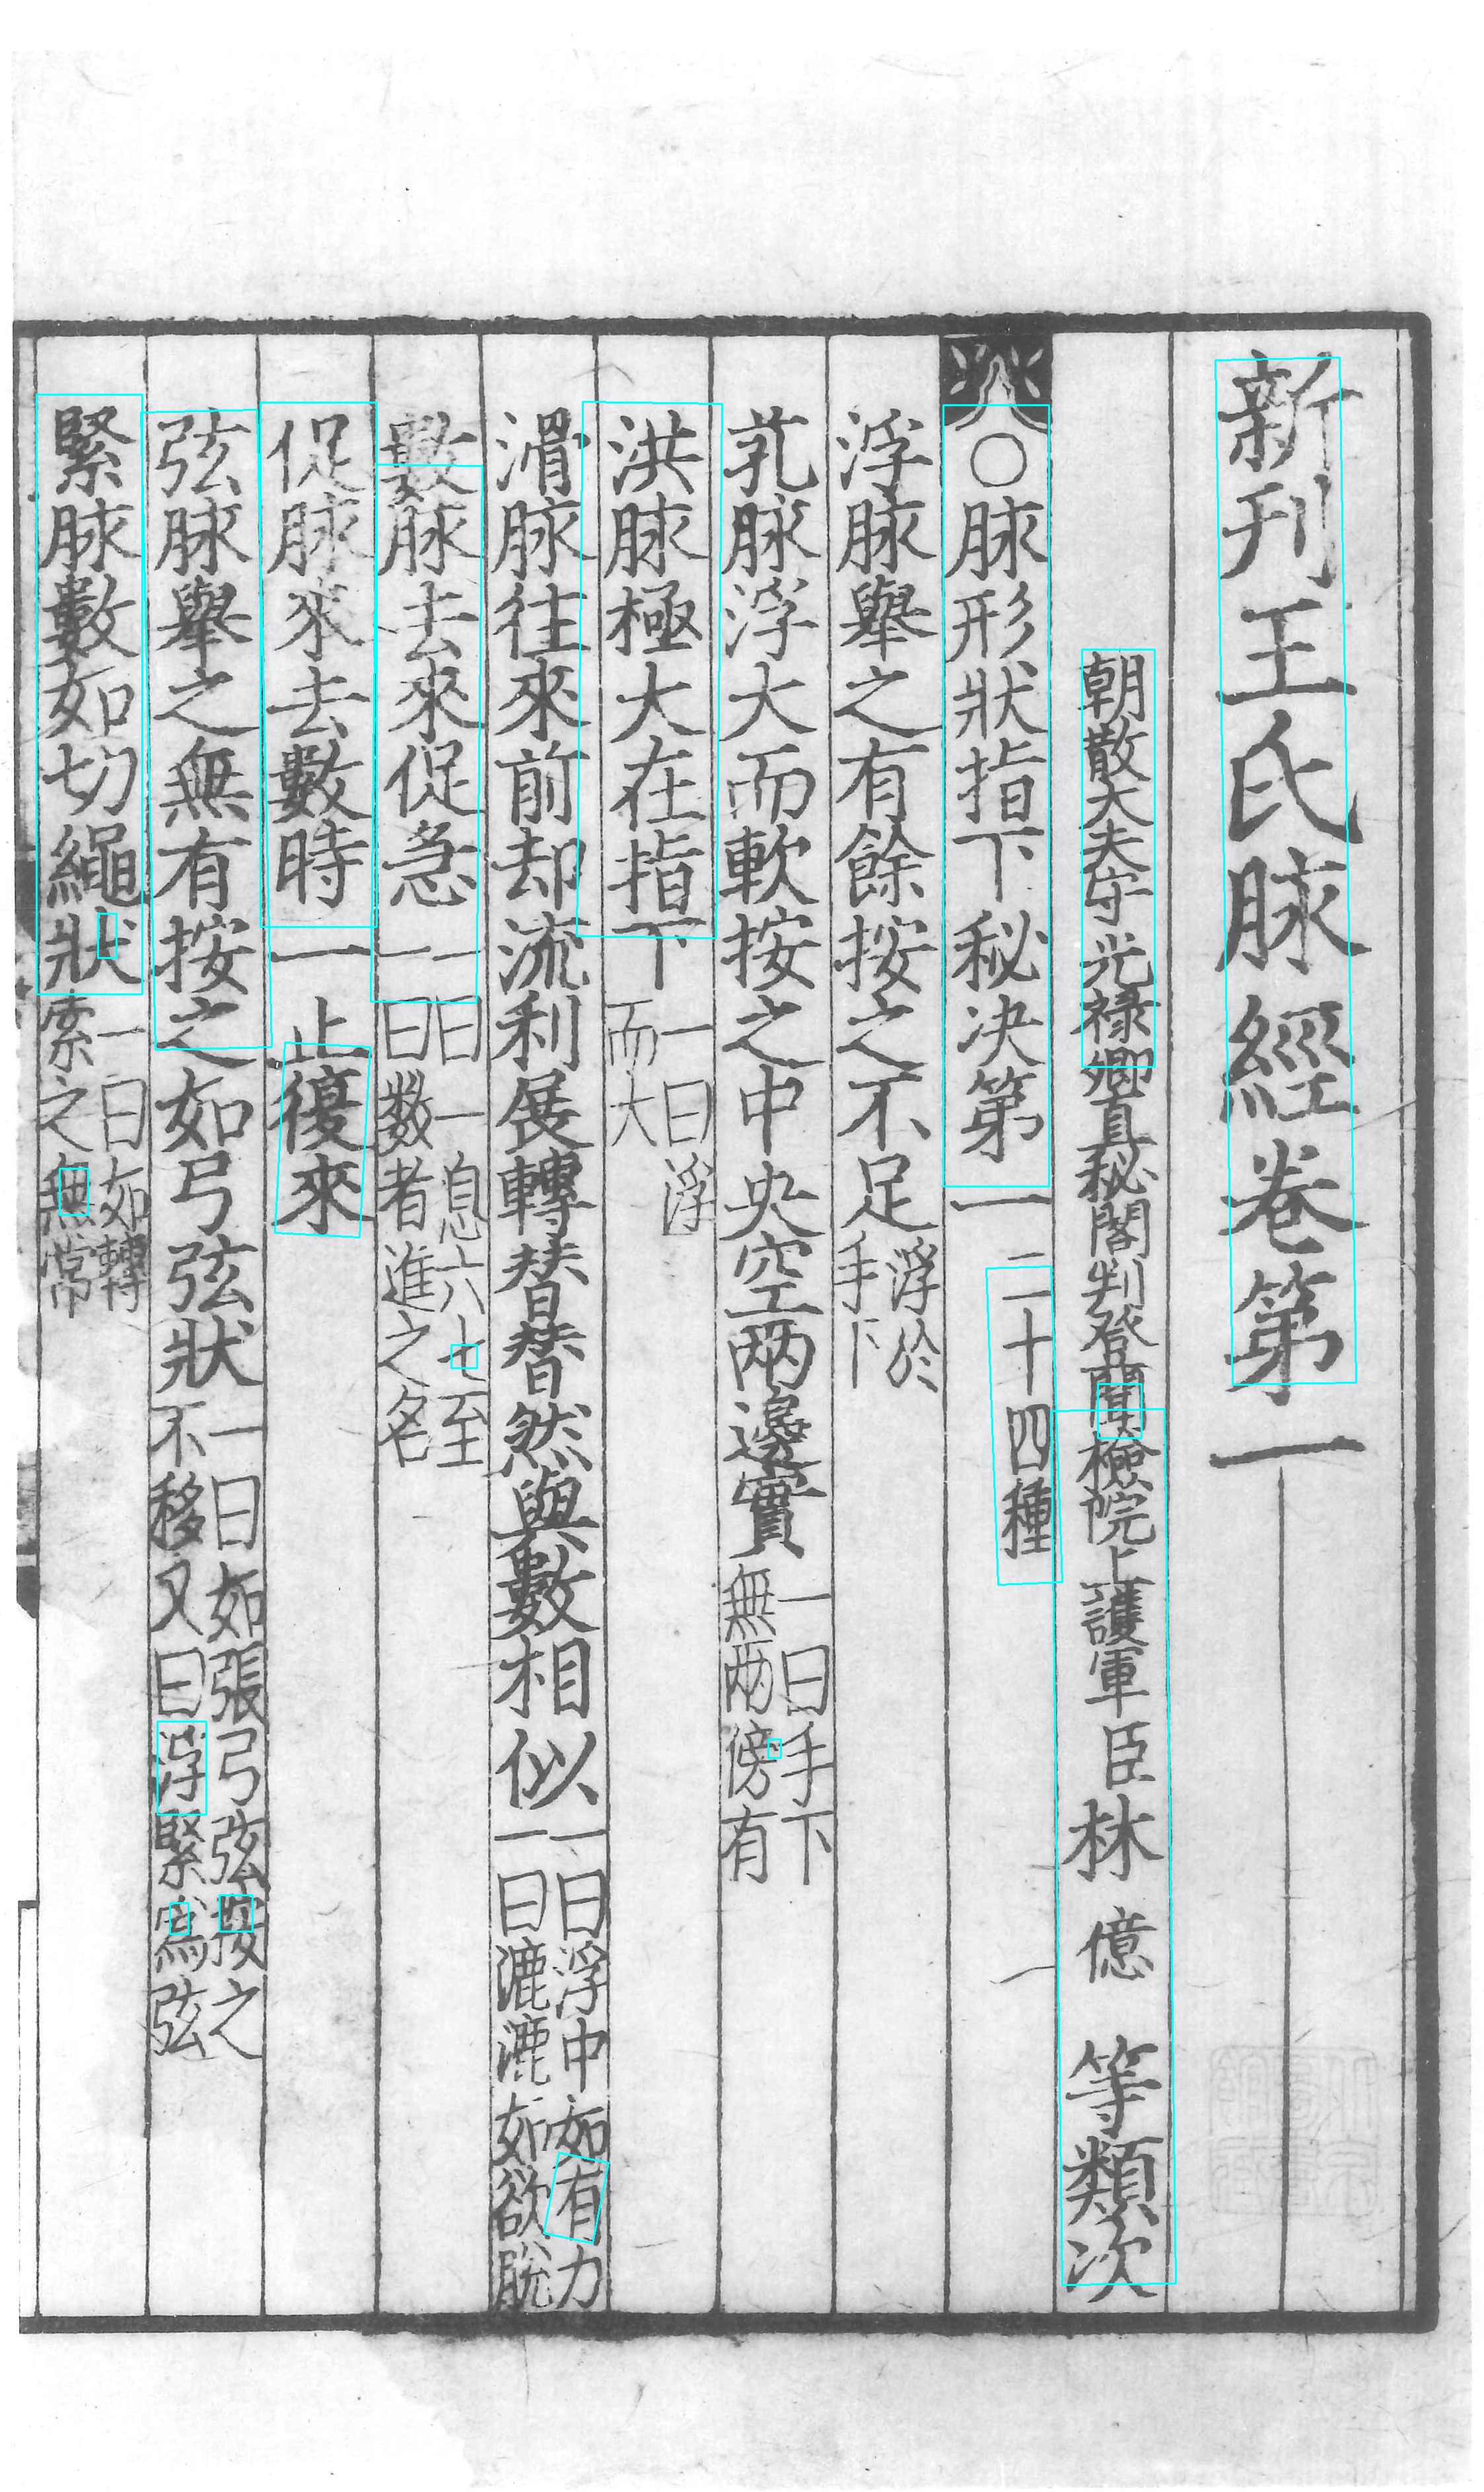 新刊王氏脉經卷第一
朝散大夫守光祿卿直秘閣判登聞檢院上護軍臣林億等類次
○脉形狀指下秘决第一二十四種
浮脉舉之有餘按之不足浮於手下
芤脉浮大而軟按之中央空兩邊實一曰手下無兩傍有
洪脉極大在指下一曰浮而大
滑脉往來前却流利展轉替替然與數相似一曰浮中如有力一曰漉漉如欲脫
數脉去來促急一曰一息六七至一曰数者進之名
促脉來去數時一止復來
弦脉舉之無有按之如弓弦狀一曰如張弓弦按之不移又曰浮緊為弦
緊脉數如切繩狀一曰如轉索之無常